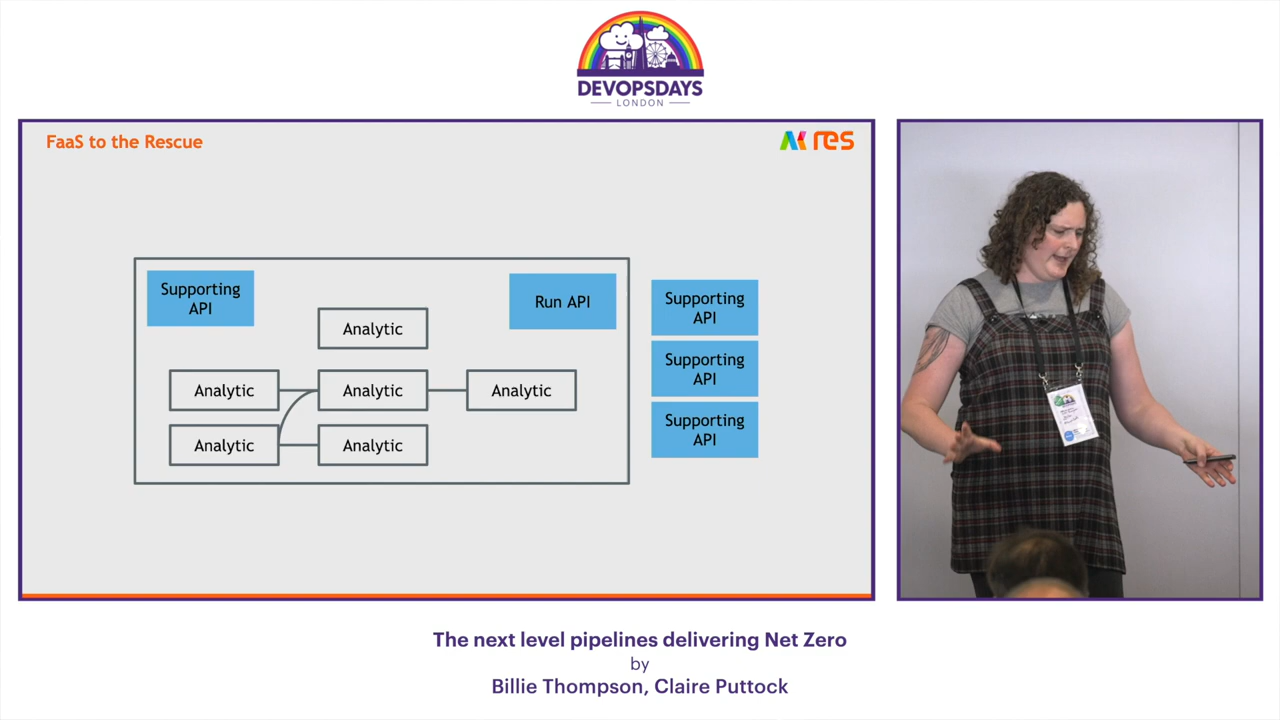 DEVOPSDAYS
LONDON
FaaS to the Rescue
res
Supporting
API
Run API
Analytic
Analytic
Analytic
Analytic
Analytic
Analytic
Supporting
API
Supporting
API
Supporting
API
The next level pipelines delivering Net Zero
by
Billie Thompson, Claire Puttock